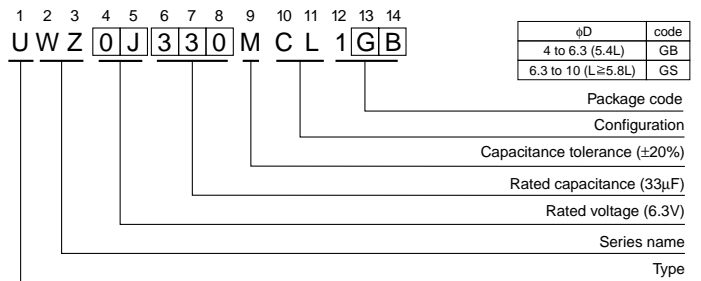 1 2 3 4 5 6 7 8 9 10 11 12 13 14
U W Z 0 J 3 3 0 M C L 1 G B
φD code
4 to 6.3 (5.4L) GB
6.3 to 10 (L≧5.8L) GS
Package code
Configuration
Capacitance tolerance (±20%)
Rated capacitance (33μF)
Rated voltage (6.3V)
Series name
Type